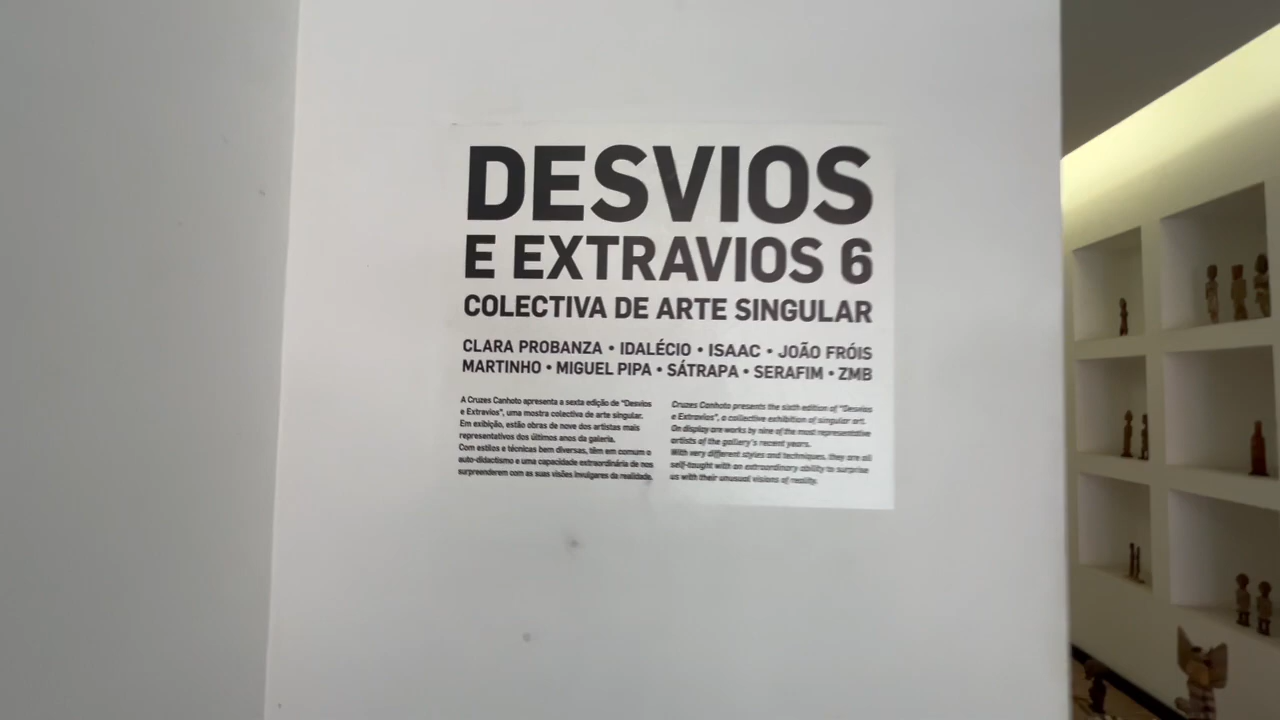 DESVIOS
E EXTRAVIOS 6
COLECTIVA DE ARTE SINGULAR
CLARA PROBANZA • IDALÉCIO • ISAAC • JOÃO FRÓIS
MARTINHO • MIGUEL PIPA • SÁTRAPA • SERAFIM • ZMB
A Cruzes Canhoto apresenta a sexta edição de "Desvios
e Extravios", uma mostra colectiva de arte singular.
Em exibição, estão obras de nove dos artistas mais
representativos dos últimos anos da galeria.
Com estilos e técnicas bem diversas, têm em comum o
auto-didactismo e uma capacidade extraordinária de nos
surpreenderem com as suas visões invulgares da realidade.
Cruzes Canhoto presents the sixth edition of "Desvios
e Extravios", a collective exhibition of singular art.
On display are works by nine of the most representative
artists of the gallery's recent years.
With very different styles and techniques, they are all
self-taught with an extraordinary ability to surprise
us with their unusual visions of reality.